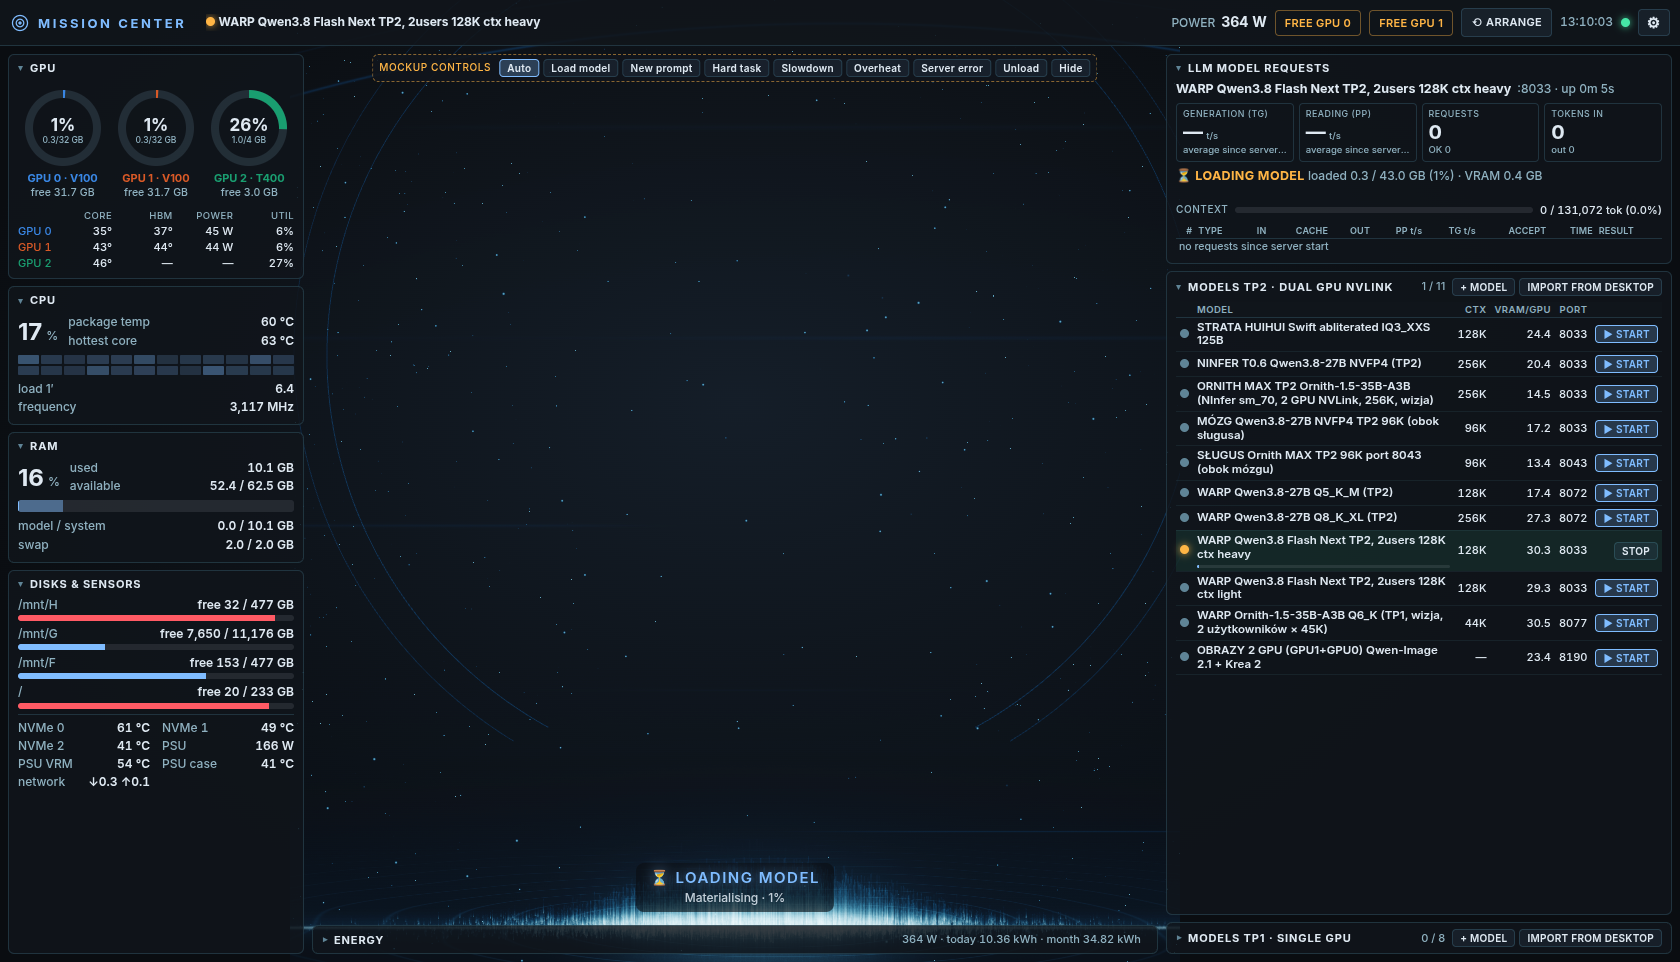 MISSION CENTER
WARP Qwen3.8 Flash Next TP2, 2users 128K ctx heavy
POWER 364 W FREE GPU 0 FREE GPU 1 ⟲ ARRANGE 13:10:03
MOCKUP CONTROLS Auto Load model New prompt Hard task Slowdown Overheat Server error Unload Hide
GPU
1% 1% 26%
0.3/32 GB 0.3/32 GB 1.0/4 GB
GPU 0 · V100 GPU 1 · V100 GPU 2 · T400
free 31.7 GB free 31.7 GB free 3.0 GB
CORE HBM POWER UTIL
GPU 0 35° 37° 45 W 6%
GPU 1 43° 44° 44 W 6%
GPU 2 46° — — 27%
CPU
17 %
package temp 60 °C
hottest core 63 °C
load 1' 6.4
frequency 3,117 MHz
RAM
16 %
used 10.1 GB
available 52.4 / 62.5 GB
model / system 0.0 / 10.1 GB
swap 2.0 / 2.0 GB
DISKS & SENSORS
/mnt/H free 32 / 477 GB
/mnt/G free 7,650 / 11,176 GB
/mnt/F free 153 / 477 GB
/ free 20 / 233 GB
NVMe 0 61 °C NVMe 1 49 °C
NVMe 2 41 °C PSU 166 W
PSU VRM 54 °C PSU case 41 °C
network ↓0.3 ↑0.1
⏳ LOADING MODEL
Materialising · 1%
ENERGY 364 W · today 10.36 kWh · month 34.82 kWh
LLM MODEL REQUESTS
WARP Qwen3.8 Flash Next TP2, 2users 128K ctx heavy :8033 · up 0m 5s
GENERATION (TG) READING (PP) REQUESTS TOKENS IN
— t/s — t/s 0 0
average since server... average since server... OK 0 out 0
⏳ LOADING MODEL loaded 0.3 / 43.0 GB (1%) · VRAM 0.4 GB
CONTEXT 0 / 131,072 tok (0.0%)
# TYPE IN CACHE OUT PP t/s TG t/s ACCEPT TIME RESULT
no requests since server start
MODELS TP2 · DUAL GPU NVLINK 1 / 11 + MODEL IMPORT FROM DESKTOP
MODEL CTX VRAM/GPU PORT
STRATA HUIHUI Swift abliterated IQ3_XXS
125B 128K 24.4 8033 ▶ START
NINFER T0.6 Qwen3.8-27B NVFP4 (TP2) 256K 20.4 8033 ▶ START
ORNITH MAX TP2 Ornith-1.5-35B-A3B
(NInfer sm_70, 2 GPU NVLink, 256K, wizja) 256K 14.5 8033 ▶ START
MÓZG Qwen3.8-27B NVFP4 TP2 96K (obok
sługusa) 96K 17.2 8033 ▶ START
SŁUGUS Ornith MAX TP2 96K port 8043
(obok mózgu) 96K 13.4 8043 ▶ START
WARP Qwen3.8-27B Q5_K_M (TP2) 128K 17.4 8072 ▶ START
WARP Qwen3.8-27B Q8_K_XL (TP2) 256K 27.3 8072 ▶ START
WARP Qwen3.8 Flash Next TP2, 2users 128K
ctx heavy 128K 30.3 8033 STOP
WARP Qwen3.8 Flash Next TP2, 2users 128K
ctx light 128K 29.3 8033 ▶ START
WARP Ornith-1.5-35B-A3B Q6_K (TP1, wizja,
2 użytkowników × 45K) 44K 30.5 8077 ▶ START
OBRAZY 2 GPU (GPU1+GPU0) Qwen-Image
2.1 + Krea 2 — 23.4 8190 ▶ START
MODELS TP1 · SINGLE GPU 0 / 8 + MODEL IMPORT FROM DESKTOP